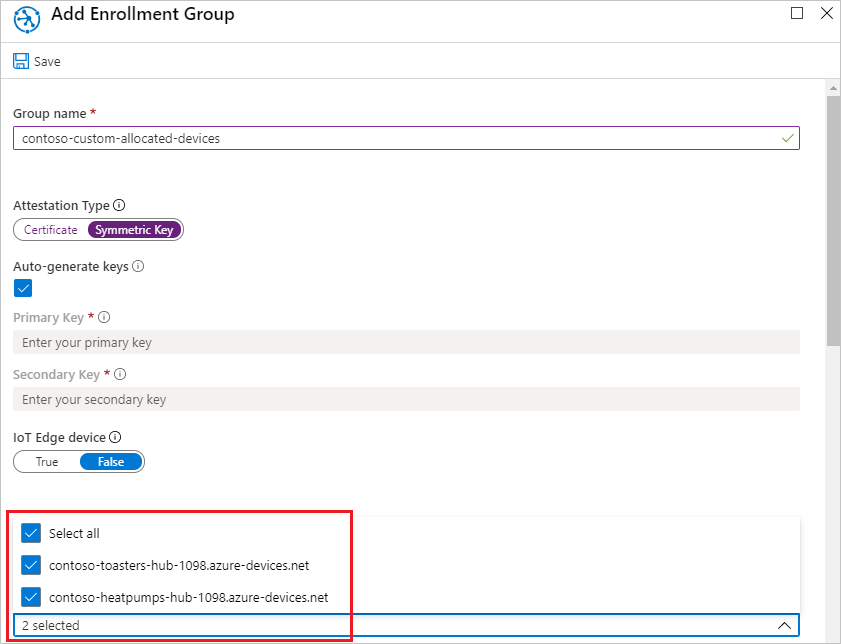 Add Enrollment Group
Save
Group name *
contoso-custom-allocated-devices
Attestation Type
Certificate Symmetric Key
Auto-generate keys
Primary Key *
Enter your primary key
Secondary Key *
Enter your secondary key
IoT Edge device
True False
Select all
contoso-toasters-hub-1098.azure-devices.net
contoso-heatpumps-hub-1098.azure-devices.net
2 selected